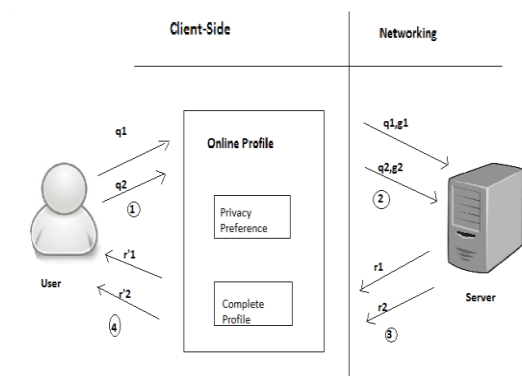 Client-Side
Networking
q1
q2
1
Online Profile
Privacy
Preference
Complete
Profile
q1,g1
q2,g2
2
r'1
r'2
4
User
r1
r2
3
Server